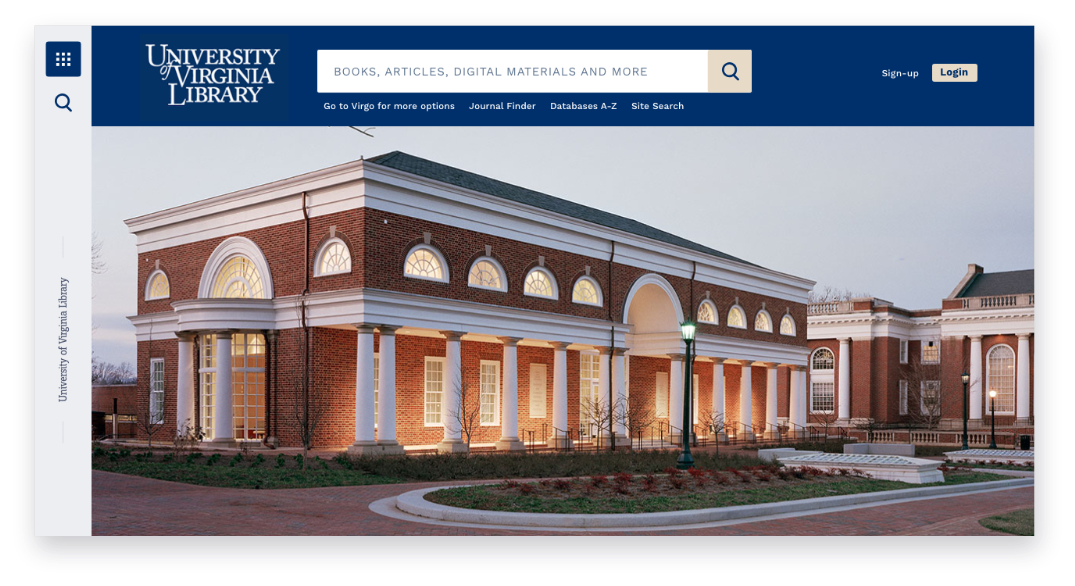 UNIVERSITY
of VIRGINIA
LIBRARY
BOOKS, ARTICLES, DIGITAL MATERIALS AND MORE
Sign-up Login
Go to Virgo for more options Journal Finder Databases A-Z Site Search
University of Virginia Library